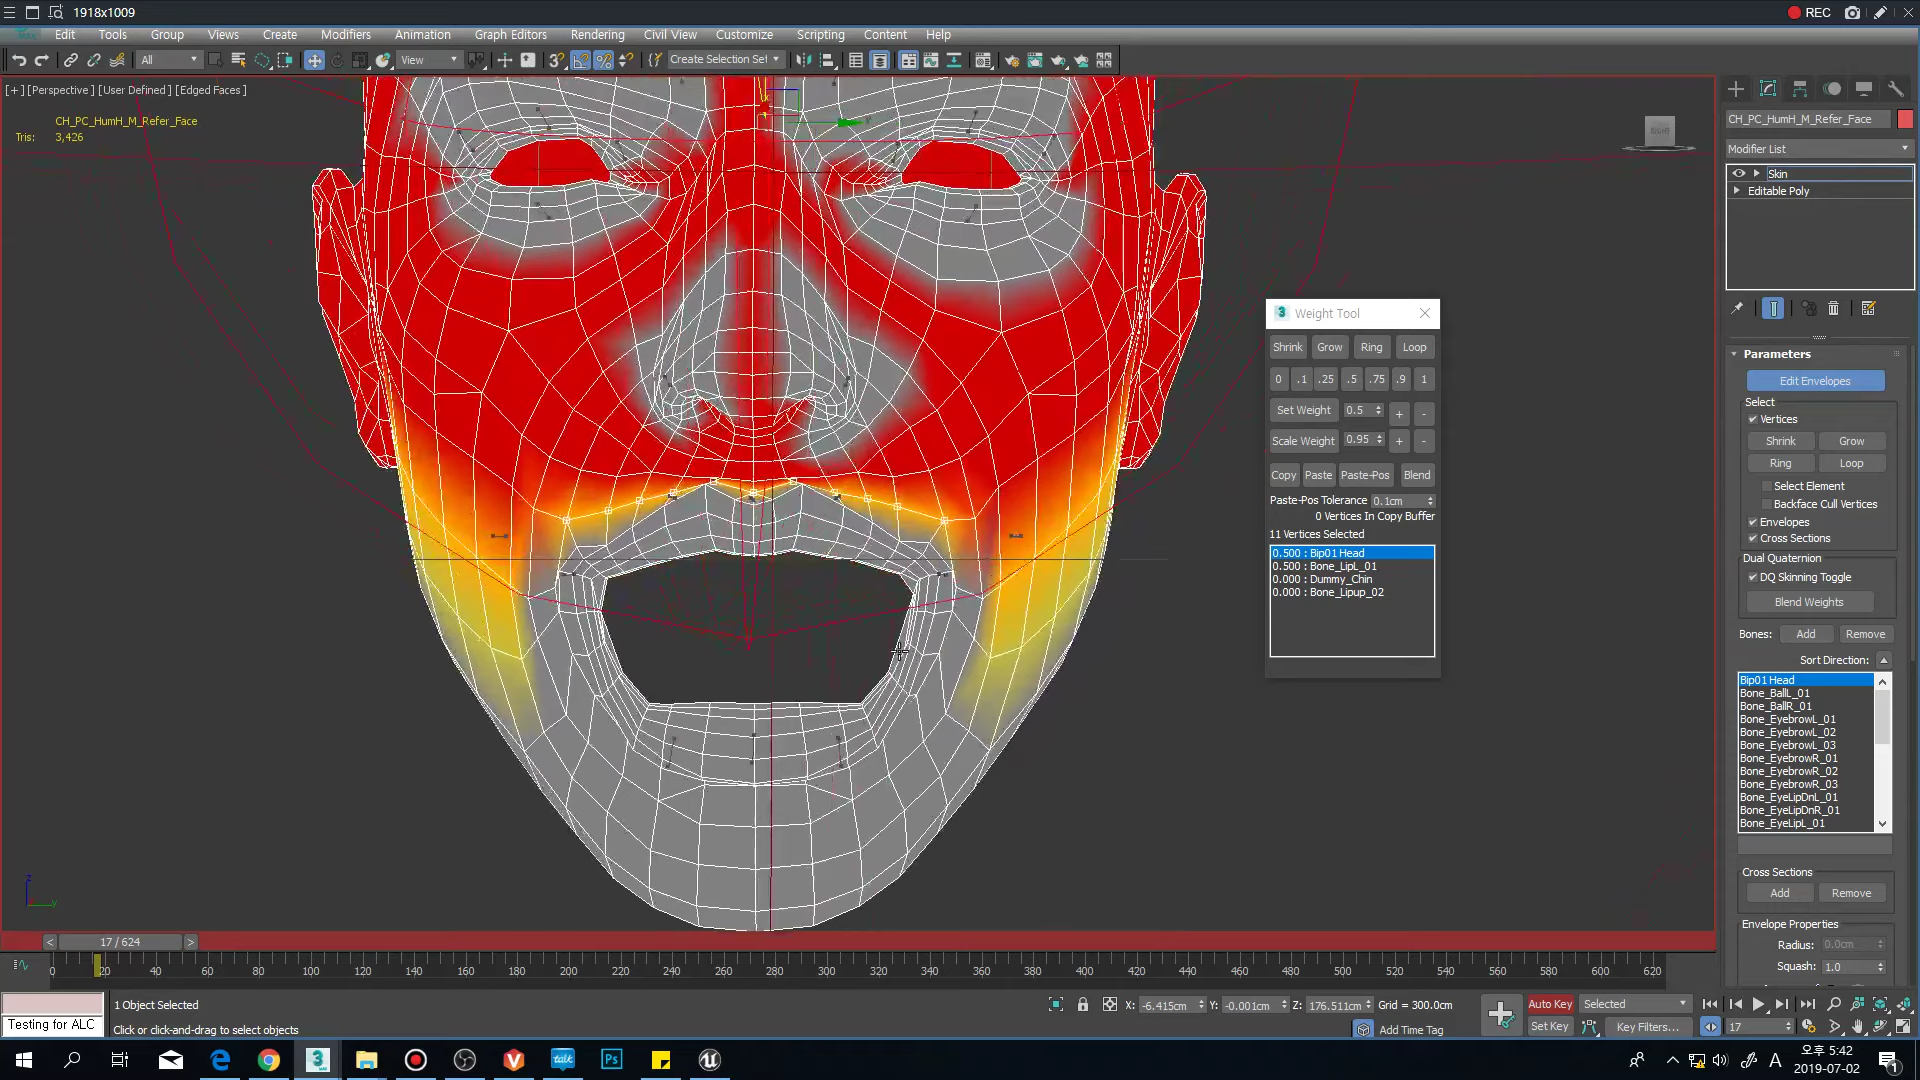 1918x1009
REC
Edit Tools Group Views Create Modifiers Animation Graph Editors Rendering Civil View Customize Scripting Content Help
All
View
Create Selection Set
[+] [Perspective] [User Defined] [Edged Faces]
CH_PC_HumH_M_Refer_Face
Tris: 3,426
CH_PC_HumH_M_Refer_Face
Modifier List
Skin
Editable Poly
Weight Tool
Shrink Grow Ring Loop
0 .1 .25 .5 .75 .9 1
Set Weight 0.5 + -
Scale Weight 0.95 + -
Copy Paste Paste-Pos Blend
Paste-Pos Tolerance 0.1cm
0 Vertices In Copy Buffer
11 Vertices Selected
0.500 : Bip01 Head
0.500 : Bone_LipL_01
0.000 : Dummy_Chin
0.000 : Bone_Lipup_02
Parameters
Edit Envelopes
Select
Vertices
Shrink Grow
Ring Loop
Select Element
Backface Cull Vertices
Envelopes
Cross Sections
Dual Quaternion
DQ Skinning Toggle
Blend Weights
Bones: Add Remove
Sort Direction:
Bip01 Head
Bone_BallL_01
Bone_BallR_01
Bone_EyebrowL_01
Bone_EyebrowL_02
Bone_EyebrowL_03
Bone_EyebrowR_01
Bone_EyebrowR_02
Bone_EyebrowR_03
Bone_EyeLipDnL_01
Bone_EyeLipDnR_01
Bone_EyeLipL_01
Cross Sections
Add Remove
Envelope Properties
Radius: 0.0cm
Squash: 1.0
< 17 / 624 >
0 20 40 60 80 100 120 140 160 180 200 220 240 260 280 300 320 340 360 380 400 420 440 460 480 500 520 540 560 580 600 620
1 Object Selected
X: -6.415cm Y: -0.001cm Z: 176.511cm Grid = 300.0cm
Auto Key Selected
Testing for ALC
Click or click-and-drag to select objects
Add Time Tag
Set Key Key Filters...
17
talk
Ps
A
오후 5:42
2019-07-02
1